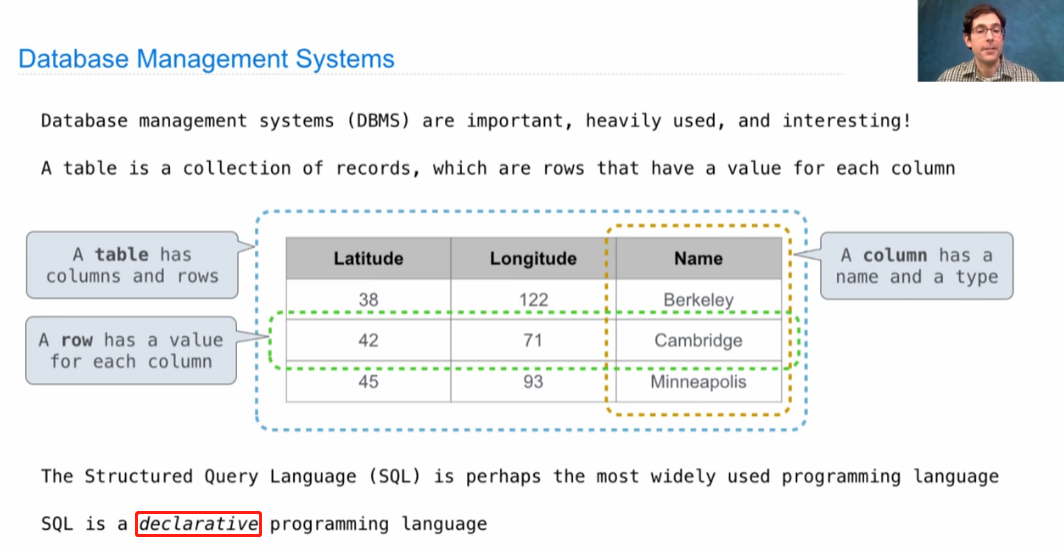 Database Management Systems
Database management systems (DBMS) are important, heavily used, and interesting!
A table is a collection of records, which are rows that have a value for each column
A table has
columns and rows
A row has a value
for each column
Latitude Longitude Name
38 122 Berkeley
42 71 Cambridge
45 93 Minneapolis
A column has a
name and a type
The Structured Query Language (SQL) is perhaps the most widely used programming language
SQL is a declarative programming language